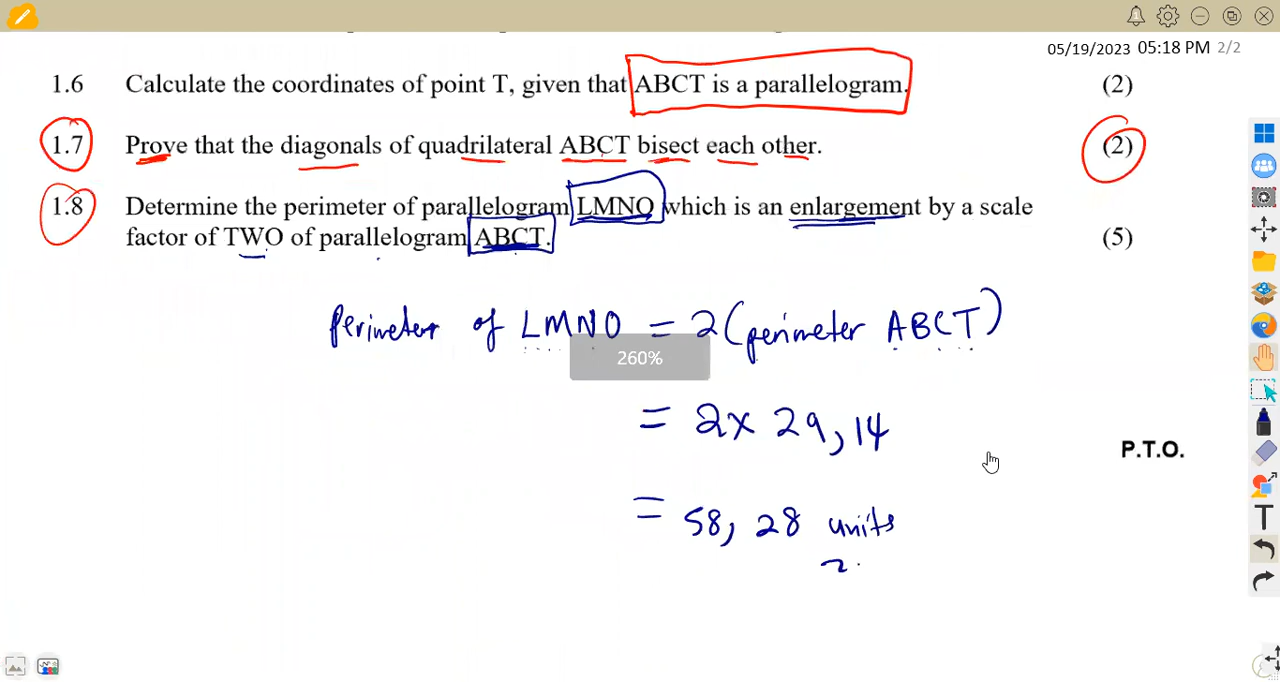 05/19/2023 05:18 PM 2/2
1.6 Calculate the coordinates of point T, given that ABCT is a parallelogram. (2)
1.7 Prove that the diagonals of quadrilateral ABCT bisect each other. (2)
1.8 Determine the perimeter of parallelogram LMNO which is an enlargement by a scale
factor of TWO of parallelogram ABCT. (5)
perimeter of LMNO = 2(perimeter ABCT)
260%
= 2x 29,14
P.T.O.
= 58, 28 units
T